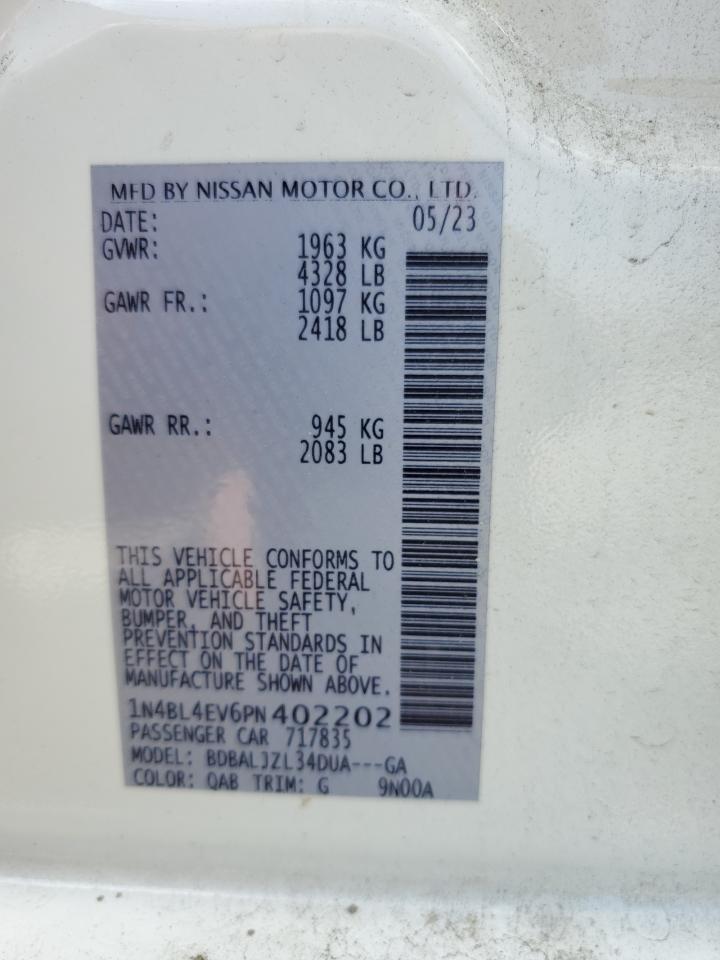 MFD BY NISSAN MOTOR CO., LTD.
DATE: 05/23
GVWR: 1963 KG
4328 LB
GAWR FR.: 1097 KG
2418 LB
GAWR RR.: 945 KG
2083 LB
THIS VEHICLE CONFORMS TO
ALL APPLICABLE FEDERAL
MOTOR VEHICLE SAFETY,
BUMPER, AND THEFT
PREVENTION STANDARDS IN
EFFECT ON THE DATE OF
MANUFACTURE SHOWN ABOVE.
1N4BL4EV6PN402202
PASSENGER CAR 717835
MODEL: BDBALJZL34DUA---GA
COLOR: QAB TRIM: G 9N00A